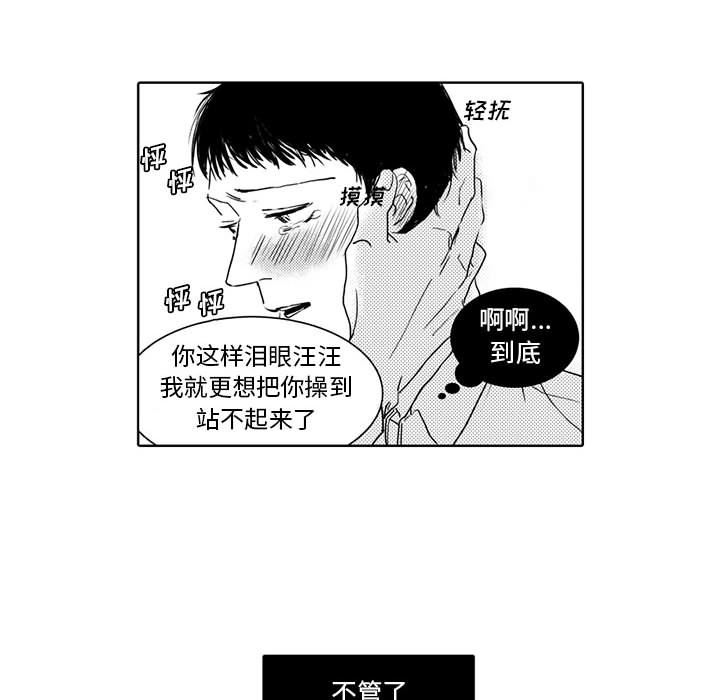 轻抚
怦
怦
摸摸
怦 怦
啊啊...
到底
你这样泪眼汪汪
我就更想把你操到
站不起来了
不管了